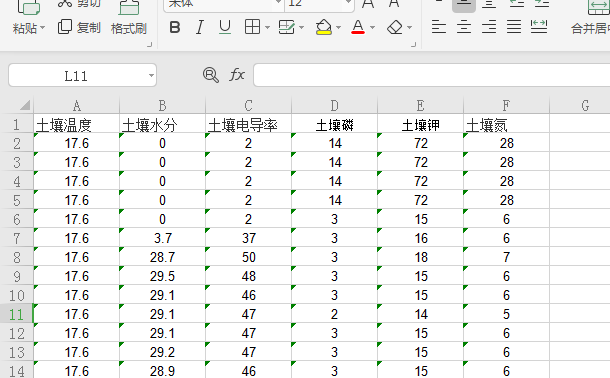 剪切 宋体 12 A A
粘贴 复制 格式刷 B I U A 合并居中
L11 fx
A B C D E F G
1 土壤温度 土壤水分 土壤电导率 土壤磷 土壤钾 土壤氮
2 17.6 0 2 14 72 28
3 17.6 0 2 14 72 28
4 17.6 0 2 14 72 28
5 17.6 0 2 14 72 28
6 17.6 0 2 3 15 6
7 17.6 3.7 37 3 16 6
8 17.6 28.7 50 3 18 7
9 17.6 29.5 48 3 15 6
10 17.6 29.1 46 3 15 6
11 17.6 29.1 47 2 14 5
12 17.6 29.1 47 3 15 6
13 17.6 29.2 47 3 15 6
14 17.6 28.9 46 3 15 6